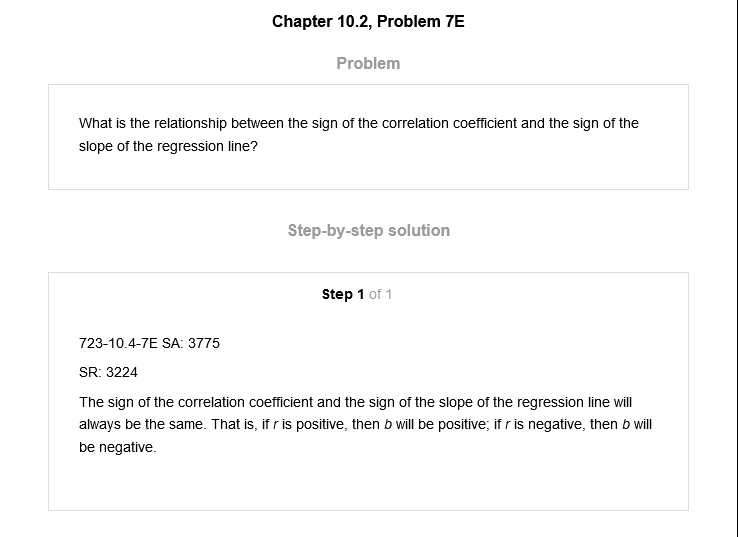 Chapter 10.2, Problem 7E
Problem
What is the relationship between the sign of the correlation coefficient and the sign of the
slope of the regression line?
Step-by-step solution
Step 1 of 1
723-10.4-7E SA: 3775
SR: 3224
The sign of the correlation coefficient and the sign of the slope of the regression line will
always be the same. That is, if r is positive, then b will be positive; if r is negative, then b will
be negative.